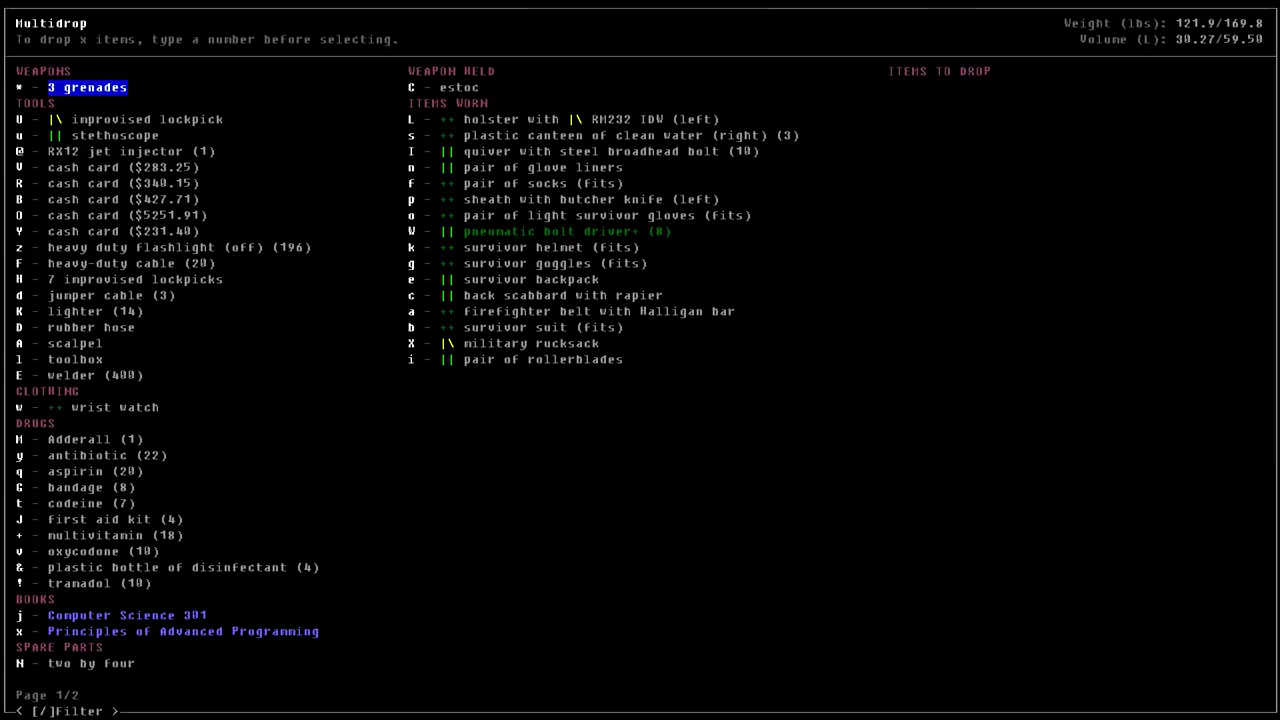 Multidrop
To drop x items, type a number before selecting.
Weight (lbs): 121.9/169.8
Volume (L): 30.27/59.50
WEAPONS
* - 3 grenades
TOOLS
U - |\ improvised lockpick
u - || stethoscope
@ - RX12 jet injector (1)
V - cash card ($283.25)
R - cash card ($340.15)
B - cash card ($427.71)
O - cash card ($5251.91)
Y - cash card ($231.40)
z - heavy duty flashlight (off) (196)
F - heavy-duty cable (20)
H - 7 improvised lockpicks
d - jumper cable (3)
K - lighter (14)
D - rubber hose
A - scalpel
l - toolbox
E - welder (400)
CLOTHING
w - ++ wrist watch
DRUGS
M - Adderall (1)
y - antibiotic (22)
q - aspirin (20)
G - bandage (8)
t - codeine (7)
J - first aid kit (4)
+ - multivitamin (18)
v - oxycodone (10)
& - plastic bottle of disinfectant (4)
! - tramadol (10)
BOOKS
j - Computer Science 301
x - Principles of Advanced Programming
SPARE PARTS
N - two by four
WEAPON HELD
C - estoc
ITEMS WORN
L - ++ holster with |\ RM232 IDW (left)
s - ++ plastic canteen of clean water (right) (3)
I - || quiver with steel broadhead bolt (10)
n - || pair of glove liners
f - ++ pair of socks (fits)
p - ++ sheath with butcher knife (left)
o - ++ pair of light survivor gloves (fits)
W - || pneumatic bolt driver+ (8)
k - ++ survivor helmet (fits)
g - ++ survivor goggles (fits)
e - || survivor backpack
c - || back scabbard with rapier
a - ++ firefighter belt with Halligan bar
b - ++ survivor suit (fits)
X - |\ military rucksack
i - || pair of rollerblades
ITEMS TO DROP
Page 1/2
< [/]Filter >